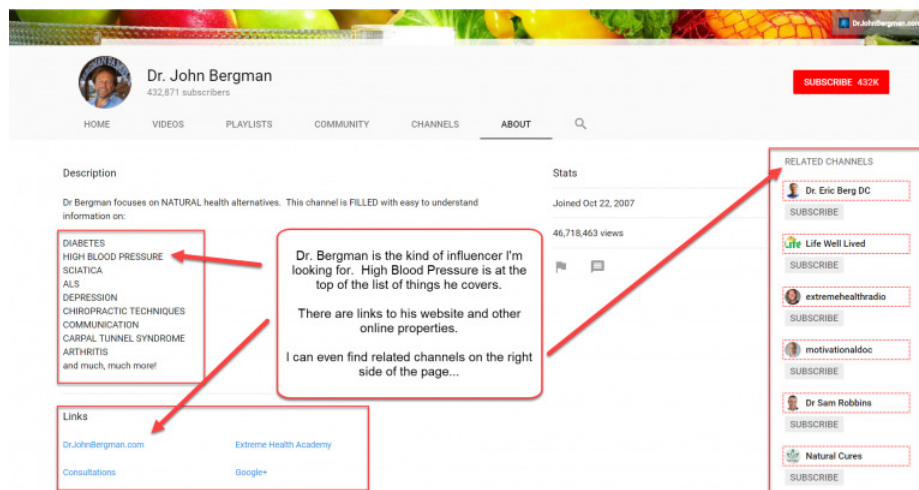 DrJohnBergman.com
Dr. John Bergman
432,871 subscribers
SUBSCRIBE 432K
HOME VIDEOS PLAYLISTS COMMUNITY CHANNELS ABOUT
Description
Dr Bergman focuses on NATURAL health alternatives. This channel is FILLED with easy to understand
information on:
DIABETES
HIGH BLOOD PRESSURE
SCIATICA
ALS
DEPRESSION
CHIROPRACTIC TECHNIQUES
COMMUNICATION
CARPAL TUNNEL SYNDROME
ARTHRITIS
and much, much more!
Dr. Bergman is the kind of influencer I'm
looking for. High Blood Pressure is at the
top of the list of things he covers.
There are links to his website and other
online properties.
I can even find related channels on the right
side of the page...
Links
DrJohnBergman.com Extreme Health Academy
Consultations Google+
Stats
Joined Oct 22, 2007
46,718,463 views
RELATED CHANNELS
Dr. Eric Berg DC
SUBSCRIBE
life Life Well Lived
SUBSCRIBE
extremehealthradio
SUBSCRIBE
motivationaldoc
SUBSCRIBE
Dr Sam Robbins
SUBSCRIBE
Natural Cures
SUBSCRIBE